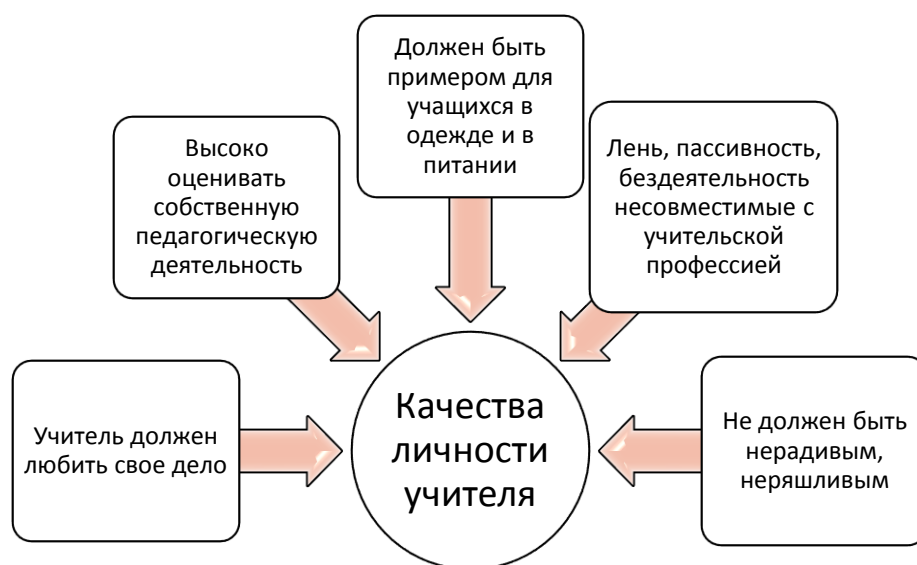 Должен быть
примером для
учащихся в
одежде и в
питании
Высоко
оценивать
собственную
педагогическую
деятельность
Лень, пассивность,
бездеятельность
несовместимые с
учительской
профессией
Учитель должен
любить свое дело
Качества
личности
учителя
Не должен быть
нерадивым,
неряшливым